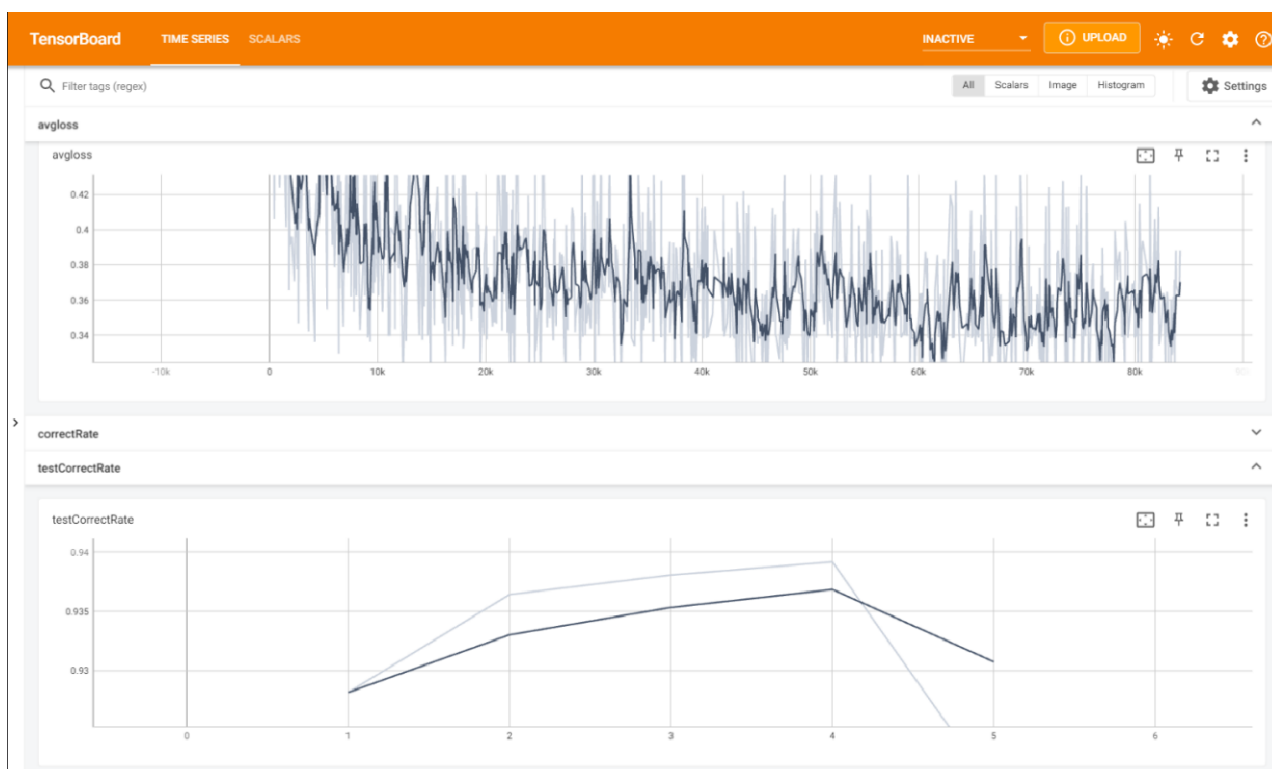 TensorBoard TIME SERIES SCALARS INACTIVE UPLOAD
Filter tags (regex) All Scalars Image Histogram Settings
avgloss
avgloss
0.42
0.4
0.38
0.36
0.34
-10k 0 10k 20k 30k 40k 50k 60k 70k 80k 90k
correctRate
testCorrectRate
testCorrectRate
0.94
0.935
0.93
0 1 2 3 4 5 6